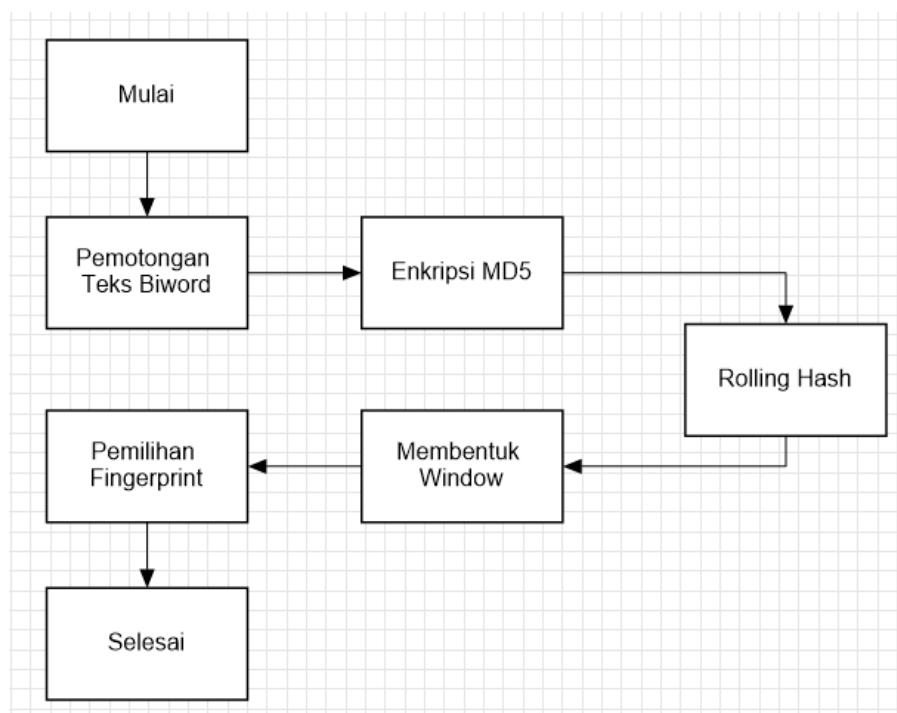 Mulai
Pemotongan
Teks Biword
Enkripsi MD5
Rolling Hash
Membentuk
Window
Pemilihan
Fingerprint
Selesai